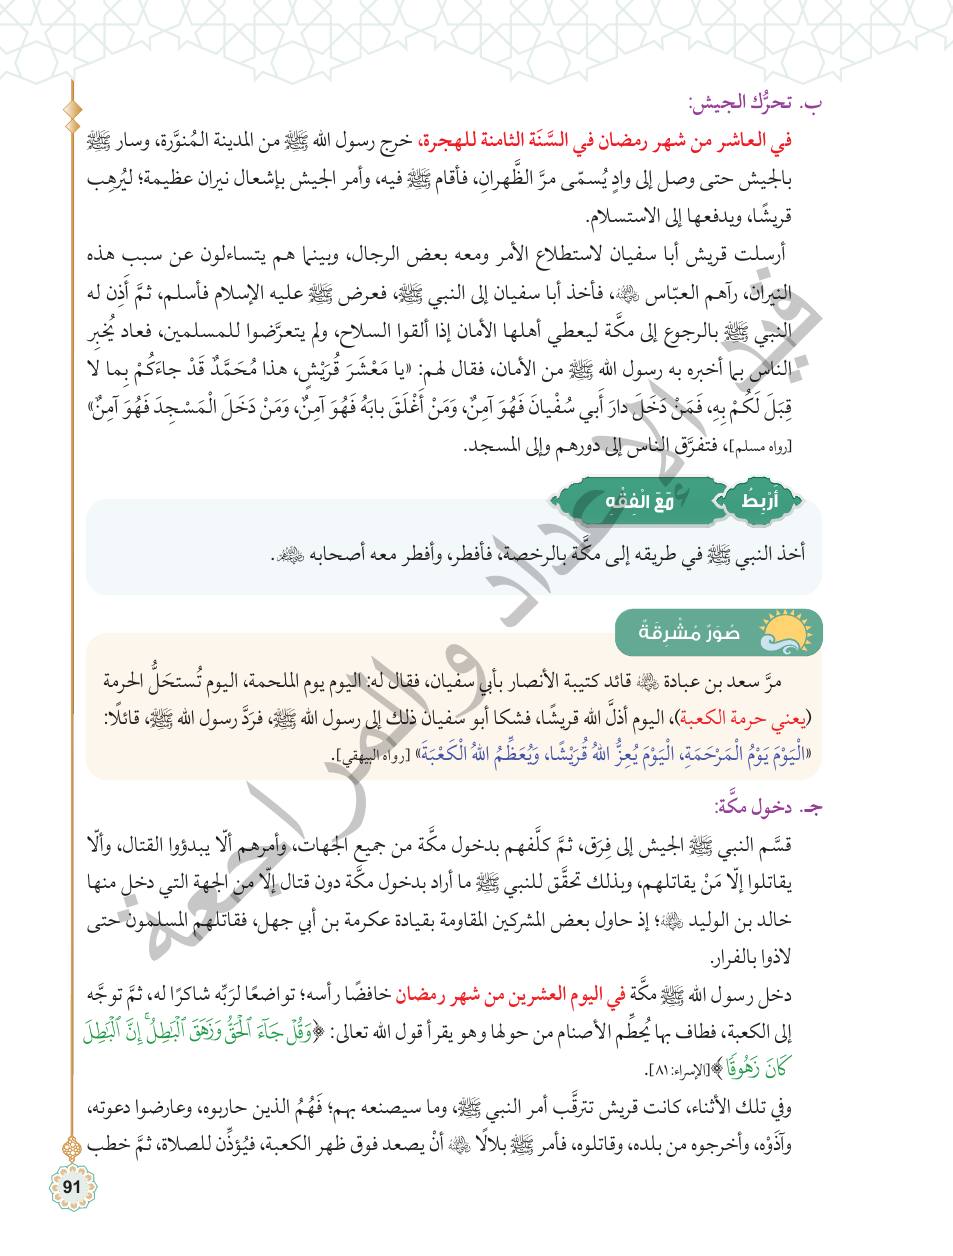 ب. تحرُّك الجيش:
في العاشر من شهر رمضان في السَّنَة الثامنة للهجرة، خرج رسول الله ﷺ من المدينة المُنوَّرة، وسار ﷺ
بالجيش حتى وصل إلى وادٍ يُسمّى مرَّ الظَّهرانِ، فأقام ﷺ فيه، وأمر الجيش بإشعال نيران عظيمة؛ ليُرهِب
قريشًا، ويدفعها إلى الاستسلام.
أرسلت قريش أبا سفيان لاستطلاع الأمر ومعه بعض الرجال، وبينما هم يتساءلون عن سبب هذه
النيران، رآهم العبّاس رضي الله عنه، فأخذ أبا سفيان إلى النبي ﷺ، فعرض ﷺ عليه الإسلام فأسلم، ثمَّ أَذِن له
النبي ﷺ بالرجوع إلى مكَّة ليعطي أهلها الأمان إذا ألقوا السلاح، ولم يتعرَّضوا للمسلمين، فعاد يُخبِر
الناس بما أخبره به رسول الله ﷺ من الأمان، فقال لهم: «يا مَعْشَرَ قُرَيْشٍ، هذا مُحَمَّدٌ قَدْ جاءَكُمْ بِما لا
قِبَلَ لَكُمْ بِهِ، فَمَنْ دَخَلَ دارَ أَبي سُفْيانَ فَهُوَ آمِنٌ، وَمَنْ أَغْلَقَ بابَهُ فَهُوَ آمِنٌ، وَمَنْ دَخَلَ الْمَسْجِدَ فَهُوَ آمِنٌ»
[رواه مسلم]، فتفرَّق الناس إلى دورهم وإلى المسجد.
أَرْبِطُ مَعَ الْفِقْهِ
أخذ النبي ﷺ في طريقه إلى مكَّة بالرخصة، فأفطر، وأفطر معه أصحابه رضي الله عنهم.
صُوَرٌ مُشْرِقَةٌ
مرَّ سعد بن عبادة رضي الله عنه قائد كتيبة الأنصار بأبي سفيان، فقال له: اليوم يوم الملحمة، اليوم تُستحَلُّ الحرمة
(يعني حرمة الكعبة)، اليوم أذلَّ الله قريشًا، فشكا أبو سفيان ذلك إلى رسول الله ﷺ، فرَدَّ رسول الله ﷺ، قائلًا:
«الْيَوْمَ يَوْمُ الْمَرْحَمَةِ، الْيَوْمَ يُعِزُّ اللهُ قُرَيْشًا، وَيُعَظِّمُ اللهُ الْكَعْبَةَ» [رواه البيهقي].
جـ. دخول مكَّة:
قسَّم النبي ﷺ الجيش إلى فِرَق، ثمَّ كلَّفهم بدخول مكَّة من جميع الجهات، وأمرهم ألّا يبدؤوا القتال، وألّا
يقاتلوا إلّا مَنْ يقاتلهم، وبذلك تحقَّق للنبي ﷺ ما أراد بدخول مكَّة دون قتال إلّا من الجهة التي دخل منها
خالد بن الوليد رضي الله عنه؛ إذ حاول بعض المشركين المقاومة بقيادة عكرمة بن أبي جهل، فقاتلهم المسلمون حتى
لاذوا بالفرار.
دخل رسول الله ﷺ مكَّة في اليوم العشرين من شهر رمضان خافضًا رأسه؛ تواضعًا لرَبِّه شاكرًا له، ثمَّ توجَّه
إلى الكعبة، فطاف بها يُحطِّم الأصنام من حولها وهو يقرأ قول الله تعالى: ﴿وَقُلْ جَآءَ ٱلْحَقُّ وَزَهَقَ ٱلْبَٰطِلُ ۚ إِنَّ ٱلْبَٰطِلَ
كَانَ زَهُوقًا﴾ [الإسراء: ٨١].
وفي تلك الأثناء، كانت قريش تترقَّب أمر النبي ﷺ، وما سيصنعه بهم؛ فَهُمُ الذين حاربوه، وعارضوا دعوته،
وآذَوْه، وأخرجوه من بلده، وقاتلوه، فأمر ﷺ بلالًا رضي الله عنه أنْ يصعد فوق ظهر الكعبة، فيُؤذِّن للصلاة، ثمَّ خطب
91
قيد الإعداد والمراجعة